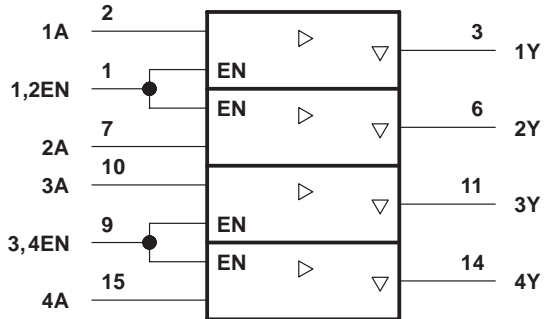 1A 2 3 1Y
1,2EN 1 EN
EN 6 2Y
2A 7
3A 10
11 3Y
3,4EN 9 EN
EN 14 4Y
4A 15